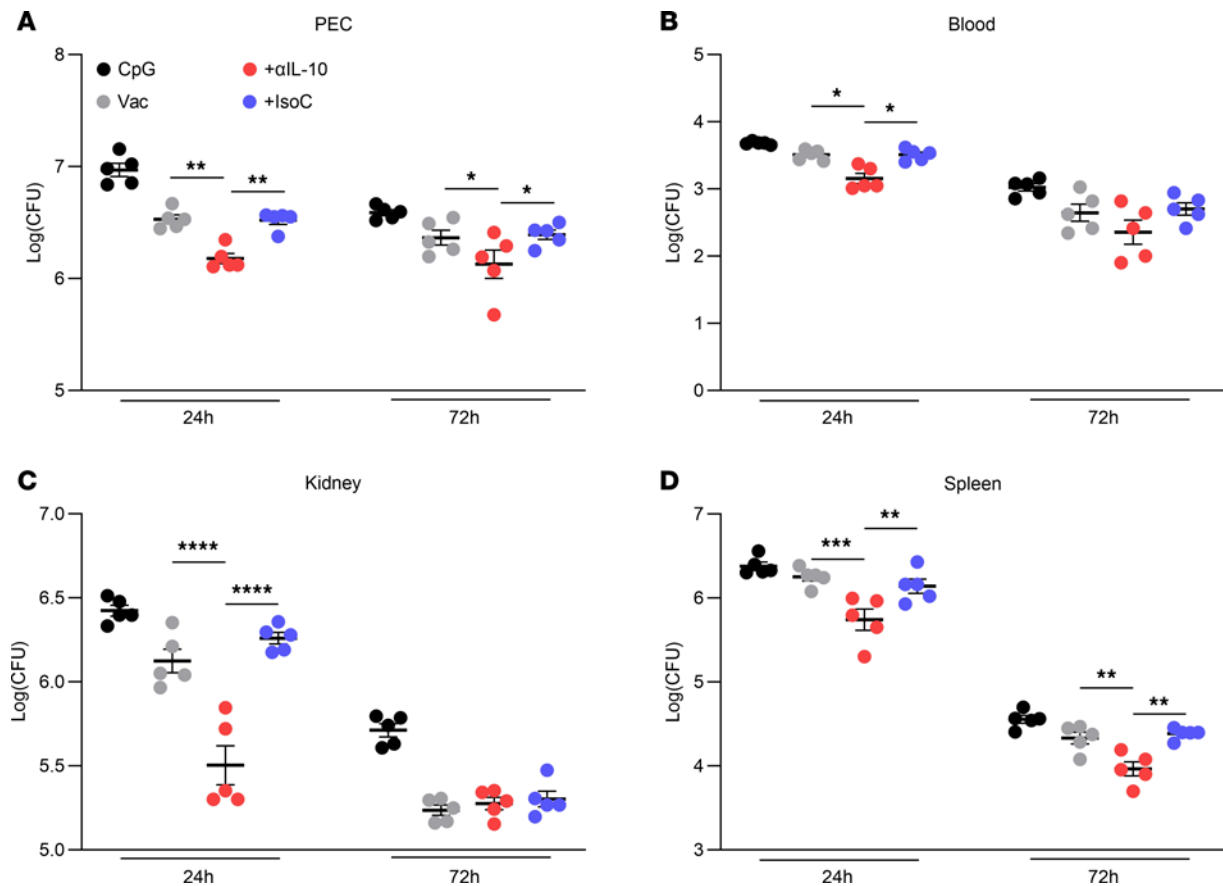 A
PEC
Log(CFU)
8
7
6
5
CpG
+αIL-10
Vac
+IsoC
**
**
*
*
24h
72h
B
Blood
Log(CFU)
5
4
3
2
1
0
*
*
24h
72h
C
Kidney
Log(CFU)
7.0
6.5
6.0
5.5
5.0
****
****
24h
72h
D
Spleen
Log(CFU)
7
6
5
4
3
***
**
**
**
24h
72h